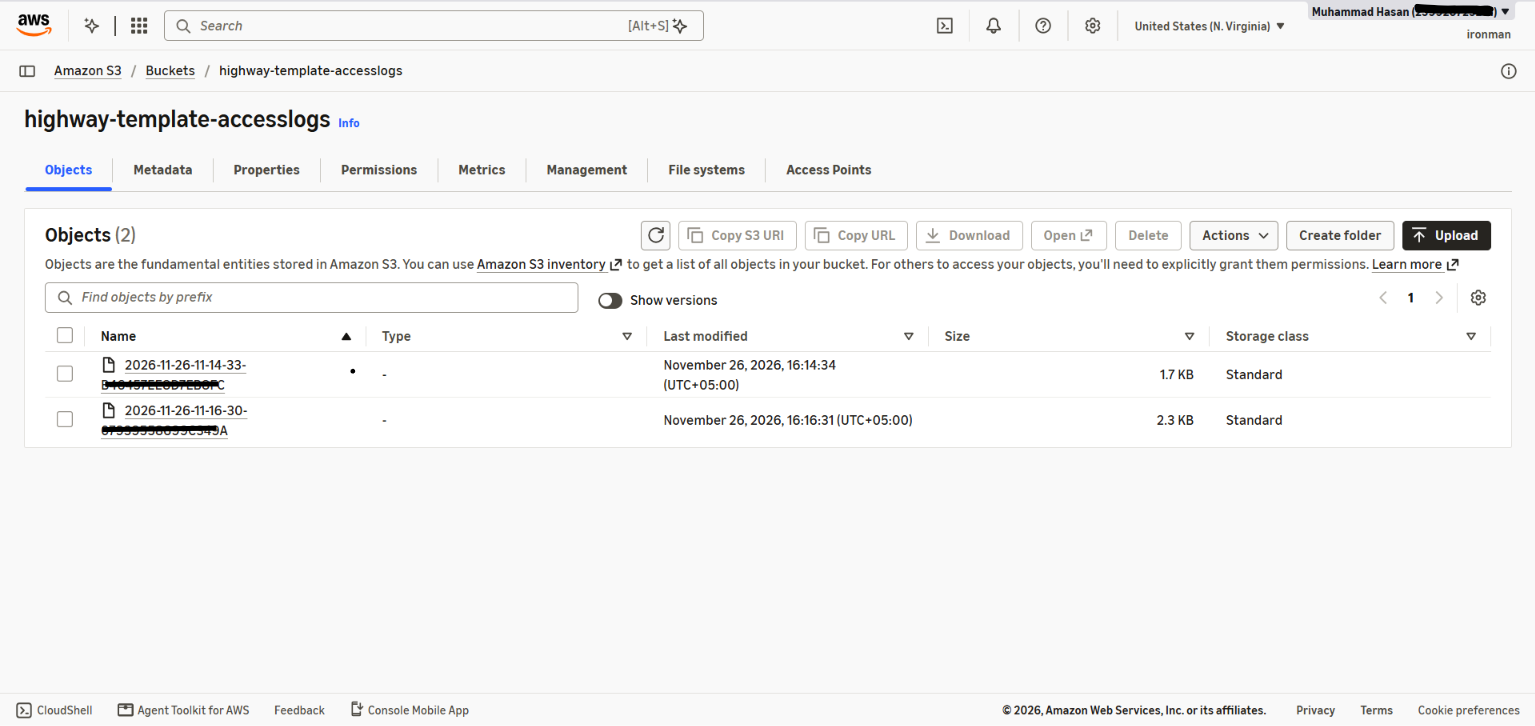 aws
Search [Alt+S]
United States (N. Virginia)
Muhammad Hasan (
ironman
Amazon S3 / Buckets / highway-template-accesslogs
highway-template-accesslogs Info
Objects Metadata Properties Permissions Metrics Management File systems Access Points
Objects (2)
Copy S3 URI Copy URL Download Open Delete Actions Create folder Upload
Objects are the fundamental entities stored in Amazon S3. You can use Amazon S3 inventory to get a list of all objects in your bucket. For others to access your objects, you'll need to explicitly grant them permissions. Learn more
Find objects by prefix Show versions 1
Name Type Last modified Size Storage class
2026-11-26-11-14-33- - November 26, 2026, 16:14:34 (UTC+05:00) 1.7 KB Standard
2026-11-26-11-16-30- - November 26, 2026, 16:16:31 (UTC+05:00) 2.3 KB Standard
CloudShell Agent Toolkit for AWS Feedback Console Mobile App © 2026, Amazon Web Services, Inc. or its affiliates. Privacy Terms Cookie preferences